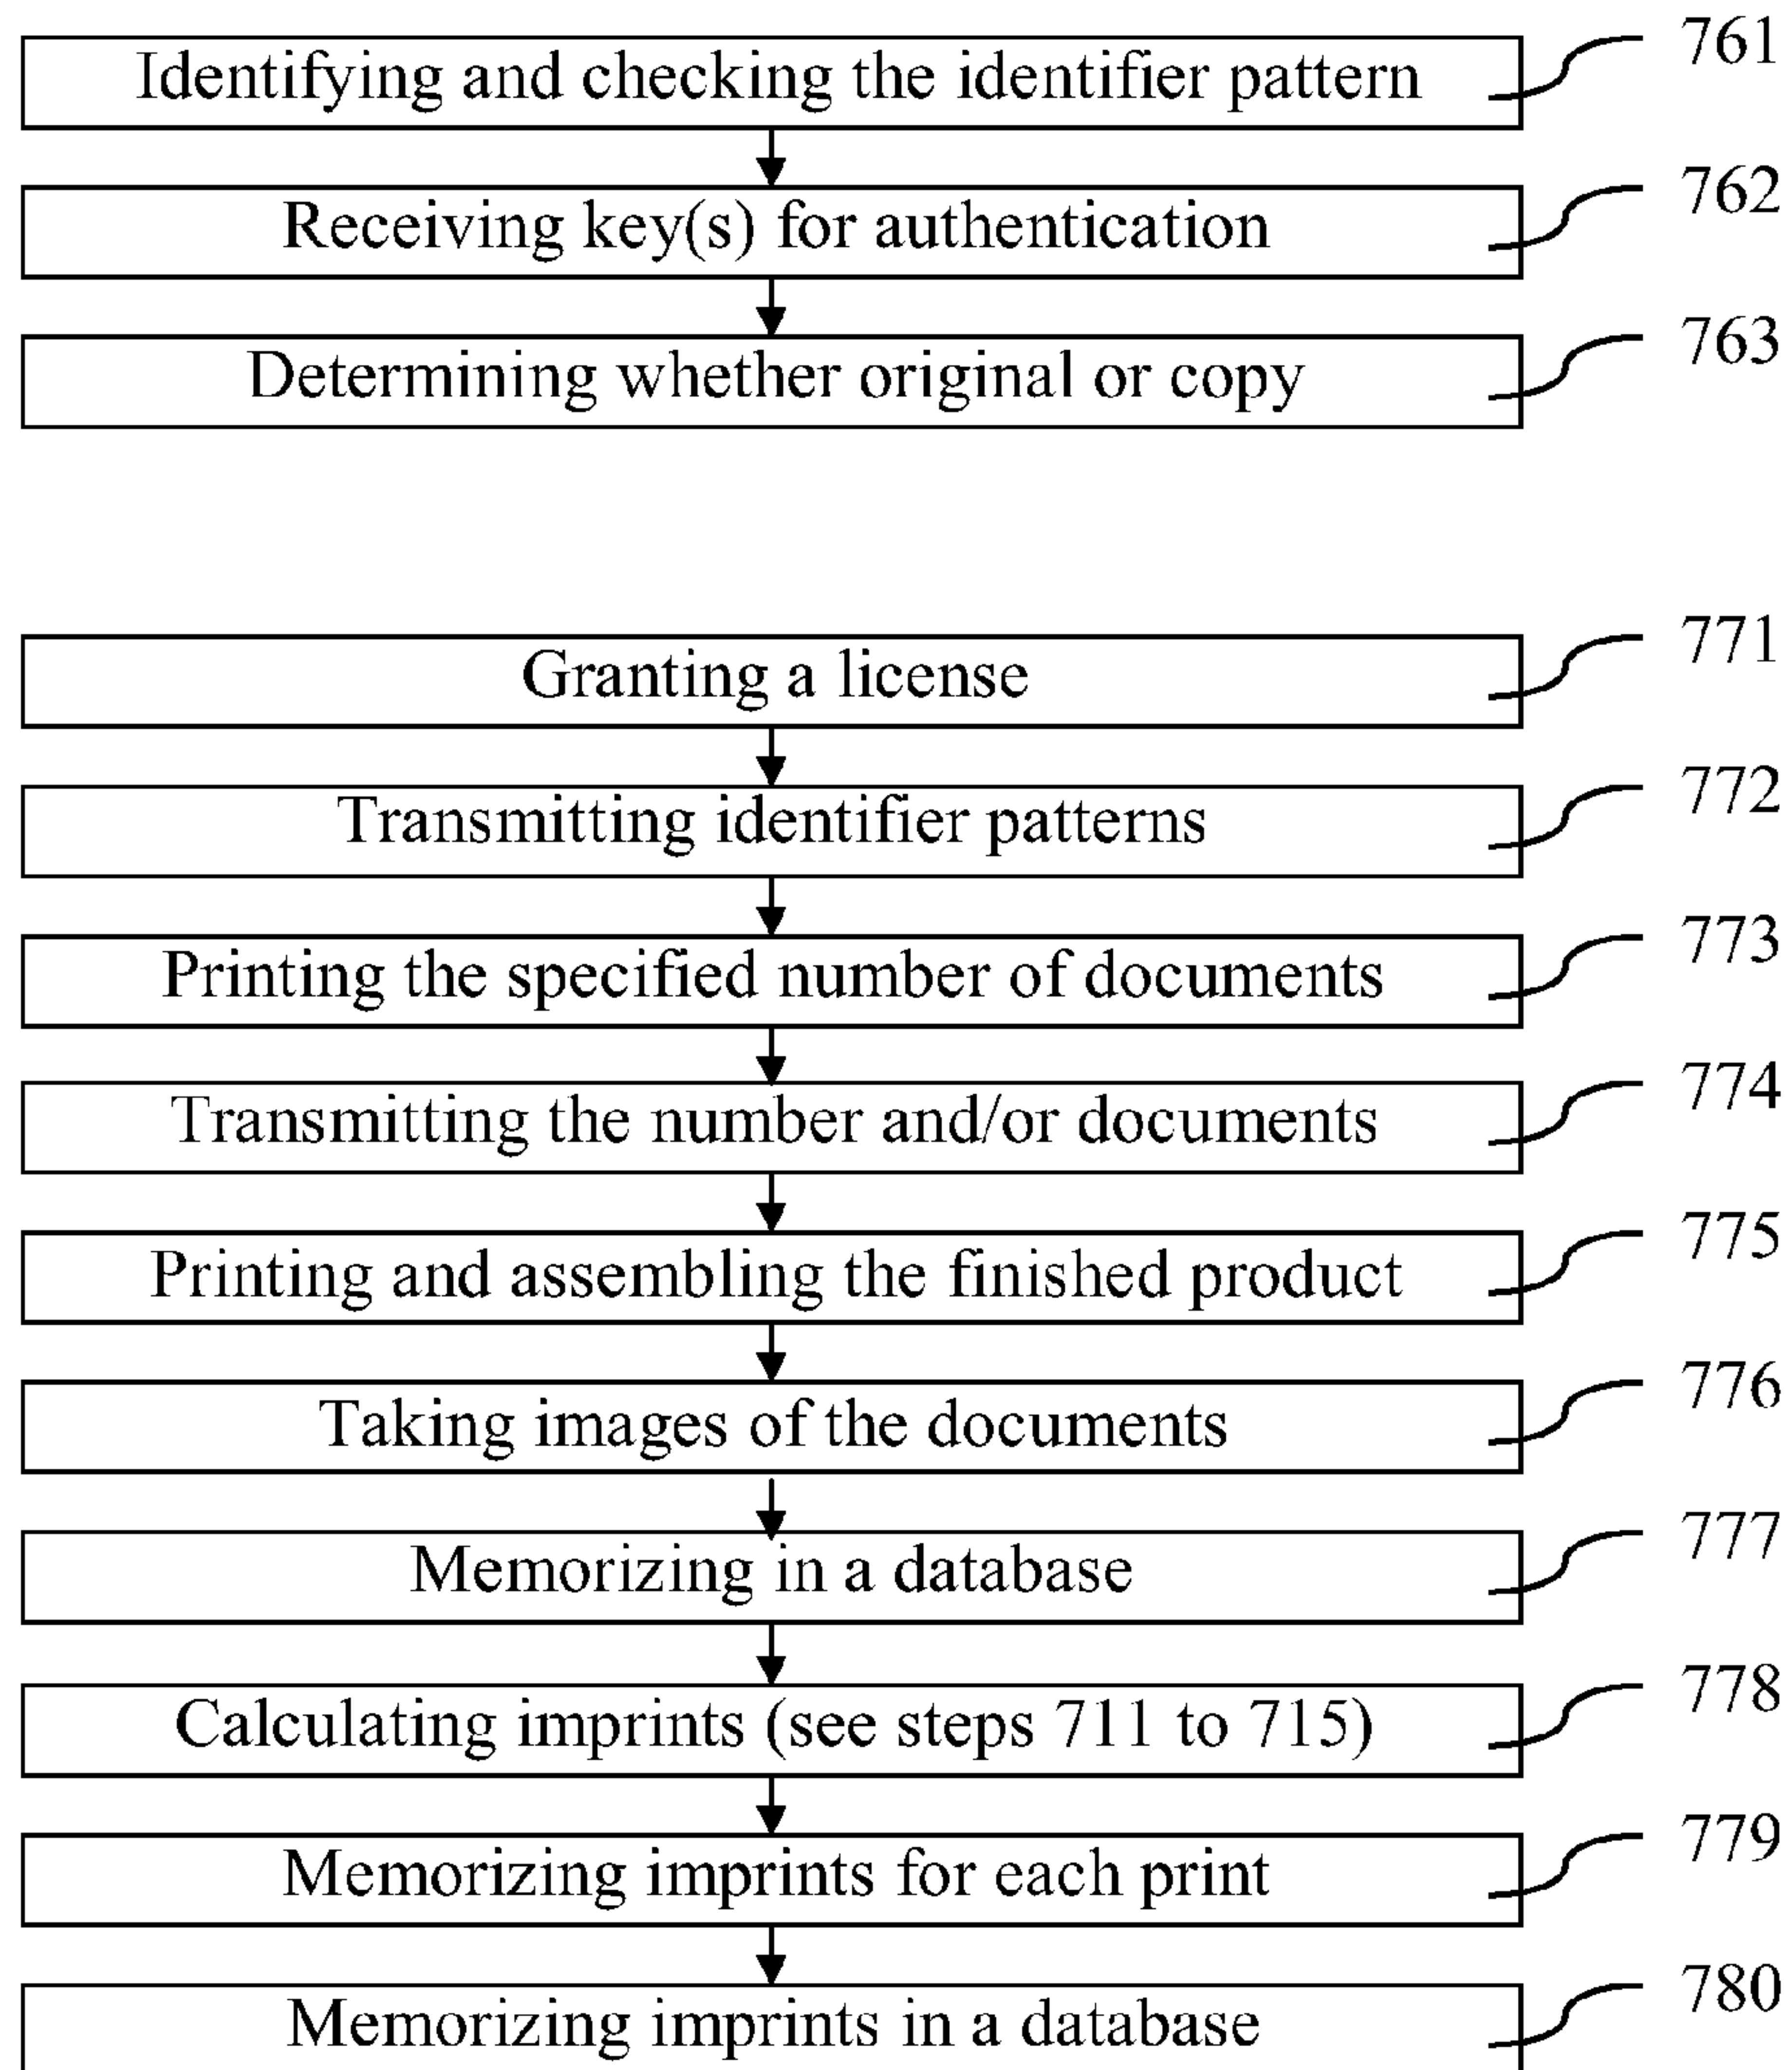 Identifying and checking the identifier pattern 761
Receiving key(s) for authentication 762
Determining whether original or copy 763
Granting a license 771
Transmitting identifier patterns 772
Printing the specified number of documents 773
Transmitting the number and/or documents 774
Printing and assembling the finished product 775
Taking images of the documents 776
Memorizing in a database 777
Calculating imprints (see steps 711 to 715) 778
Memorizing imprints for each print 779
Memorizing imprints in a database 780